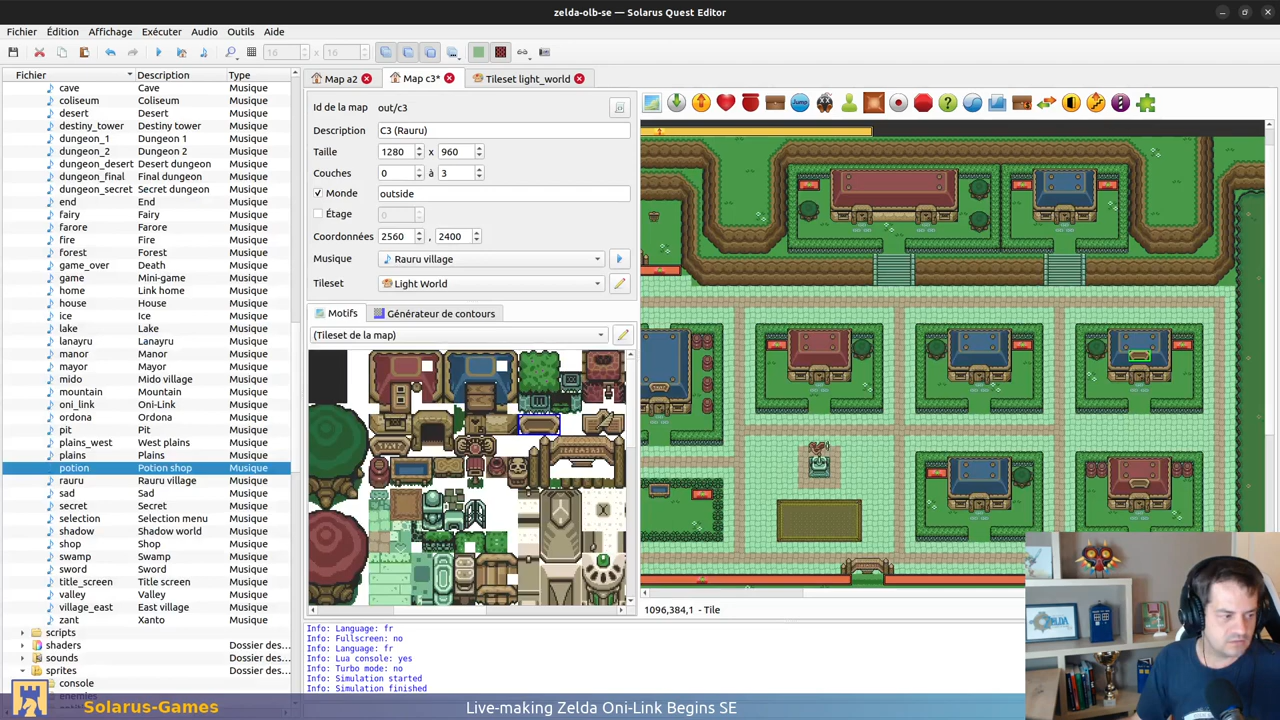 zelda-olb-se — Solarus Quest Editor
Fichier Édition Affichage Exécuter Audio Outils Aide
16 x 16
Fichier Description Type
cave Cave Musique
coliseum Coliseum Musique
desert Desert Musique
destiny_tower Destiny tower Musique
dungeon_1 Dungeon 1 Musique
dungeon_2 Dungeon 2 Musique
dungeon_desert Desert dungeon Musique
dungeon_final Final dungeon Musique
dungeon_secret Secret dungeon Musique
end End Musique
fairy Fairy Musique
farore Farore Musique
fire Fire Musique
forest Forest Musique
game_over Death Musique
game Mini-game Musique
home Link home Musique
house House Musique
ice Ice Musique
lake Lake Musique
lanayru Lanayru Musique
manor Manor Musique
mayor Mayor Musique
mido Mido village Musique
mountain Mountain Musique
oni_link Oni-Link Musique
ordona Ordona Musique
pit Pit Musique
plains_west West plains Musique
plains Plains Musique
potion Potion shop Musique
rauru Rauru village Musique
sad Sad Musique
secret Secret Musique
selection Selection menu Musique
shadow Shadow world Musique
shop Shop Musique
swamp Swamp Musique
sword Sword Musique
title_screen Title screen Musique
valley Valley Musique
village_east East village Musique
zant Xanto Musique
scripts
shaders Dossier des...
sounds Dossier des...
sprites Dossier des...
console Dossier des...
Map a2 Map c3* Tileset light_world
Id de la map out/c3
Description C3 (Rauru)
Taille 1280 x 960
Couches 0 à 3
Monde outside
Étage 0
Coordonnées 2560 , 2400
Musique Rauru village
Tileset Light World
Motifs Générateur de contours
(Tileset de la map)
Jump
1096,384,1 - Tile
Info: Language: fr
Info: Fullscreen: no
Info: Language: fr
Info: Lua console: yes
Info: Turbo mode: no
Info: Simulation started
Info: Simulation finished
Solarus-Games
Live-making Zelda Oni-Link Begins SE